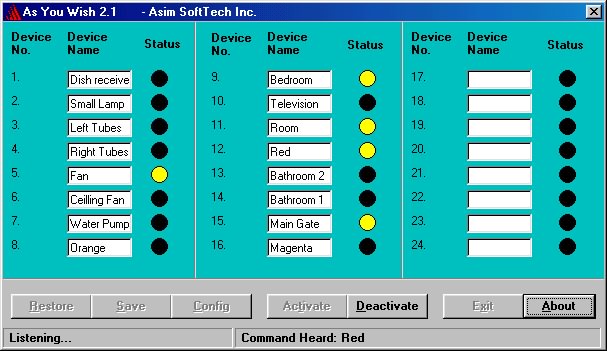 As You Wish 2.1 - Asim SoftTech Inc.
Device No. Device Name Status
1. Dish receive
2. Small Lamp
3. Left Tubes
4. Right Tubes
5. Fan
6. Ceilling Fan
7. Water Pump
8. Orange
Device No. Device Name Status
9. Bedroom
10. Television
11. Room
12. Red
13. Bathroom 2
14. Bathroom 1
15. Main Gate
16. Magenta
Device No. Device Name Status
17.
18.
19.
20.
21.
22.
23.
24.
Restore Save Config Activate Deactivate Exit About
Listening... Command Heard: Red